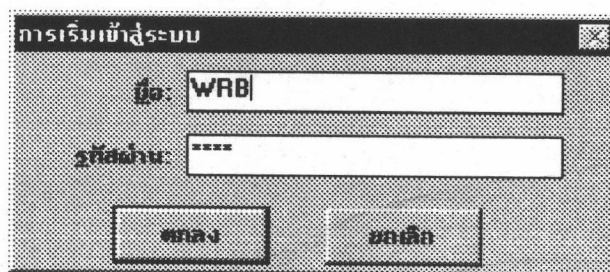 การเริ่มเข้าสู่ระบบ
ชื่อ: WRB
รหัสผ่าน: ****
ตกลง ยกเลิก